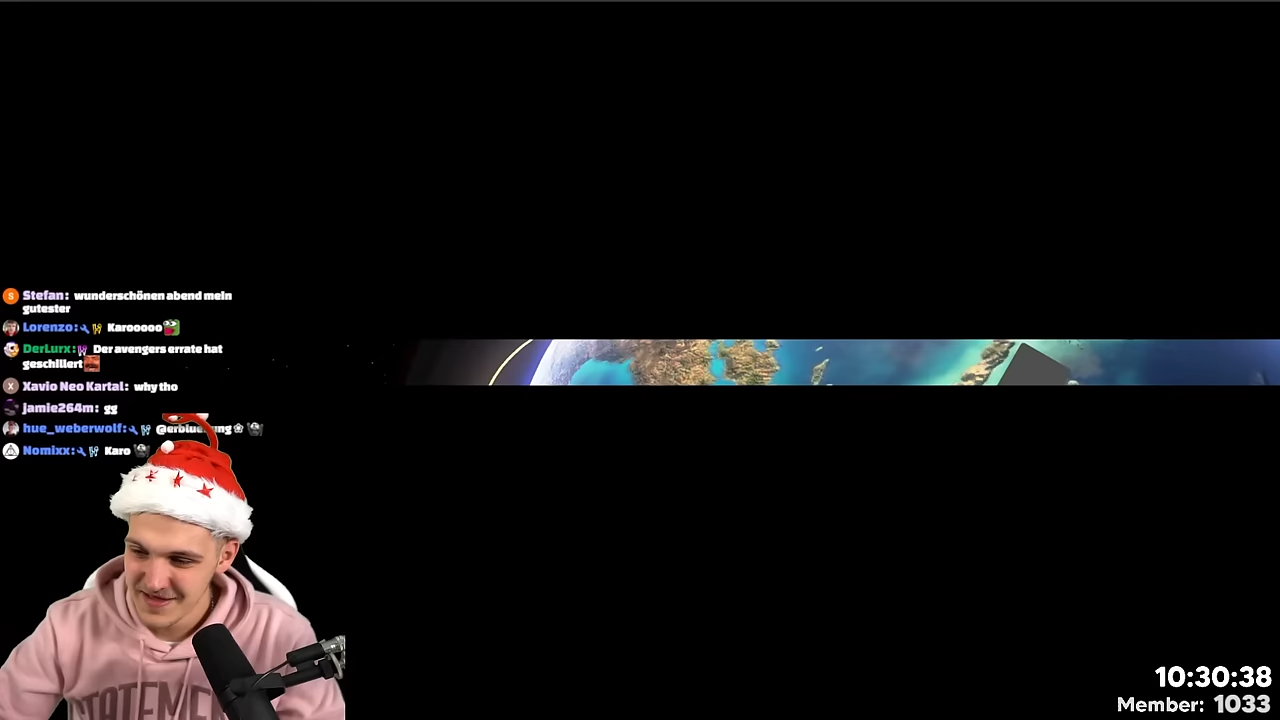 Stefan: wunderschönen abend mein
gutester
Lorenzo: Karooooo
DerLurx: Der avengers errate hat
geschillert
Xavio Neo Kartal: why tho
jamie264m: gg
hue_weberwolf:
Nomixx: Karo
STATEMEN
10:30:38
Member: 1033